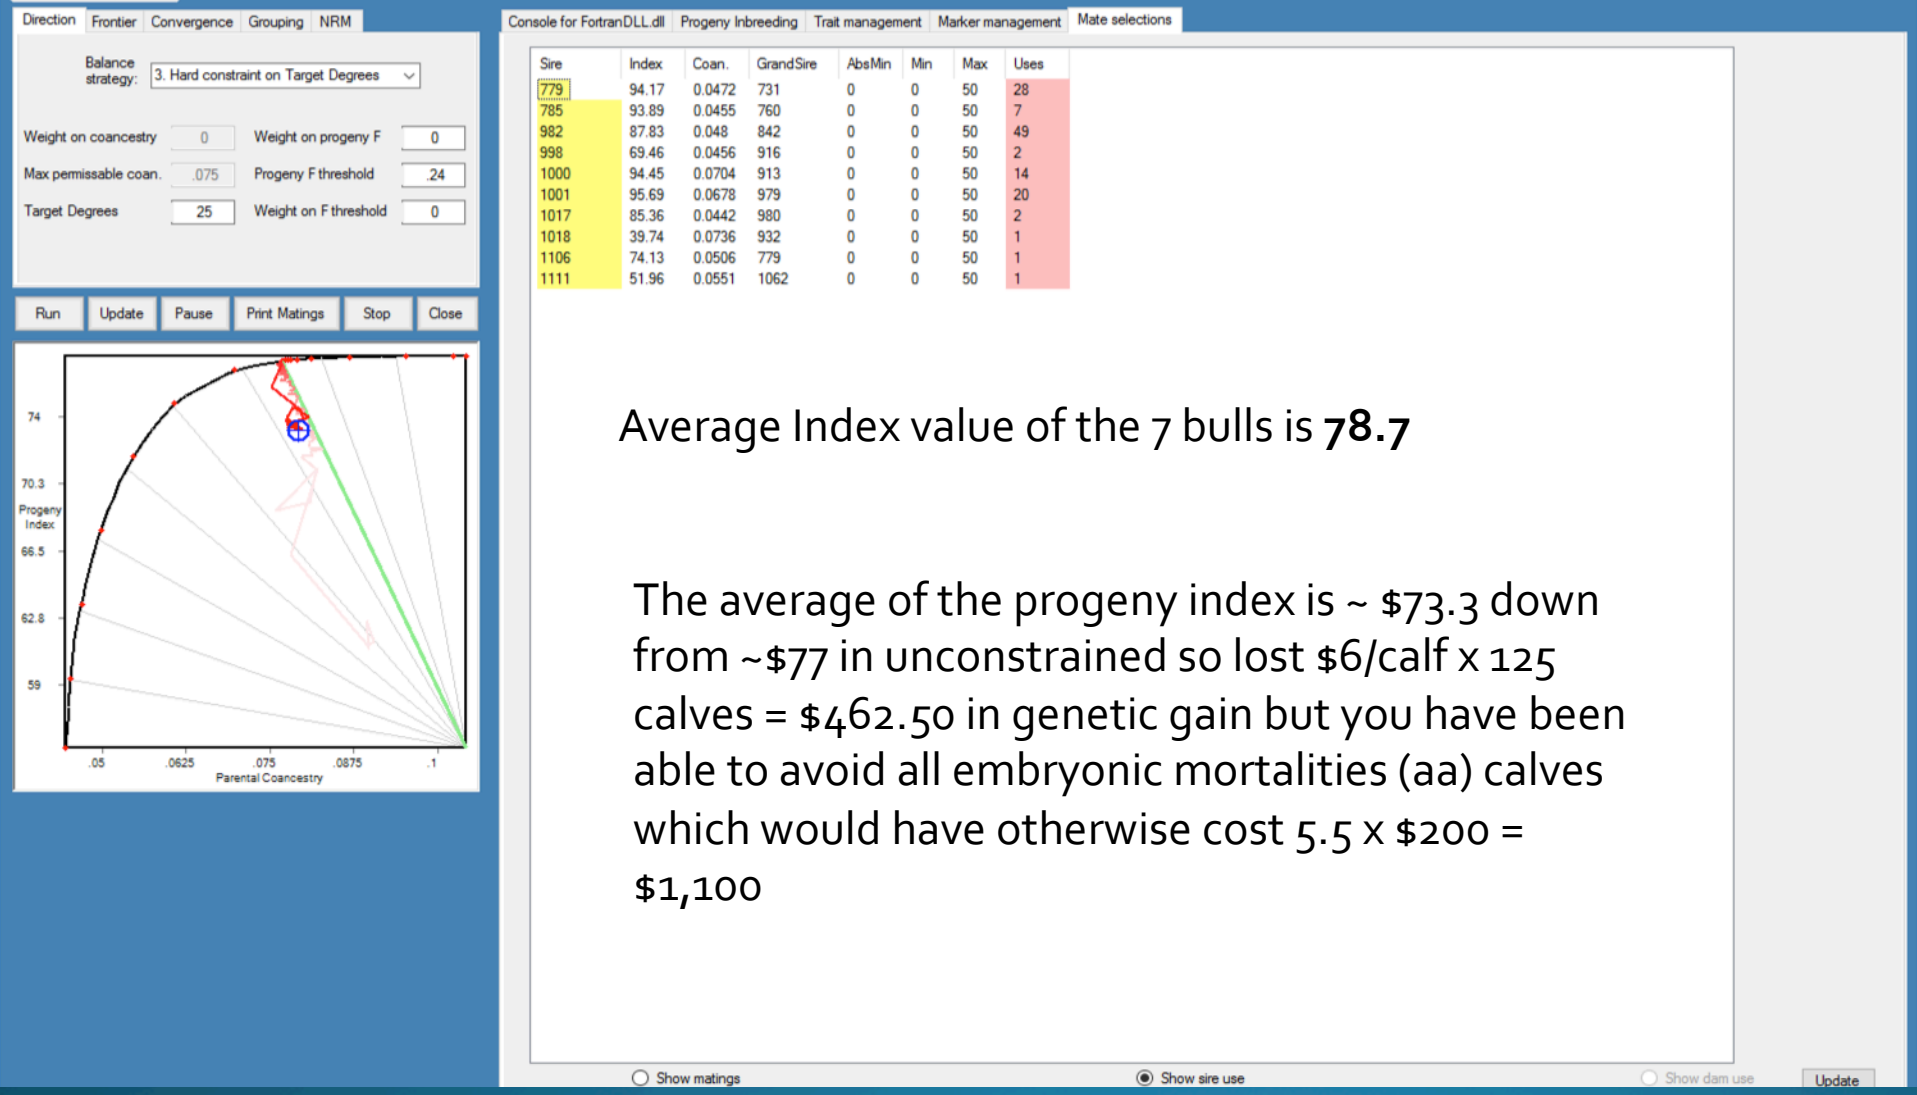 Direction Frontier Convergence Grouping NRM
Balance strategy: 3. Hard constraint on Target Degrees
Weight on coancestry 0 Weight on progeny F 0
Max permissable coan. .075 Progeny F threshold .24
Target Degrees 25 Weight on F threshold 0
Run Update Pause Print Matings Stop Close
74
70.3
Progeny
Index
66.5
62.8
59
.05 .0625 .075 .0875 .1
Parental Coancestry
Console for FortranDLL.dll Progeny Inbreeding Trait management Marker management Mate selections
Sire Index Coan. GrandSire AbsMin Min Max Uses
779 94.17 0.0472 731 0 0 50 28
785 93.89 0.0455 760 0 0 50 7
982 87.83 0.048 842 0 0 50 49
998 69.46 0.0456 916 0 0 50 2
1000 94.45 0.0704 913 0 0 50 14
1001 95.69 0.0678 979 0 0 50 20
1017 85.36 0.0442 980 0 0 50 2
1018 39.74 0.0736 932 0 0 50 1
1106 74.13 0.0506 779 0 0 50 1
1111 51.96 0.0551 1062 0 0 50 1
Average Index value of the 7 bulls is 78.7
The average of the progeny index is ~ $73.3 down
from ~$77 in unconstrained so lost $6/calf x 125
calves = $462.50 in genetic gain but you have been
able to avoid all embryonic mortalities (aa) calves
which would have otherwise cost 5.5 x $200 =
$1,100
Show matings Show sire use Show dam use Update